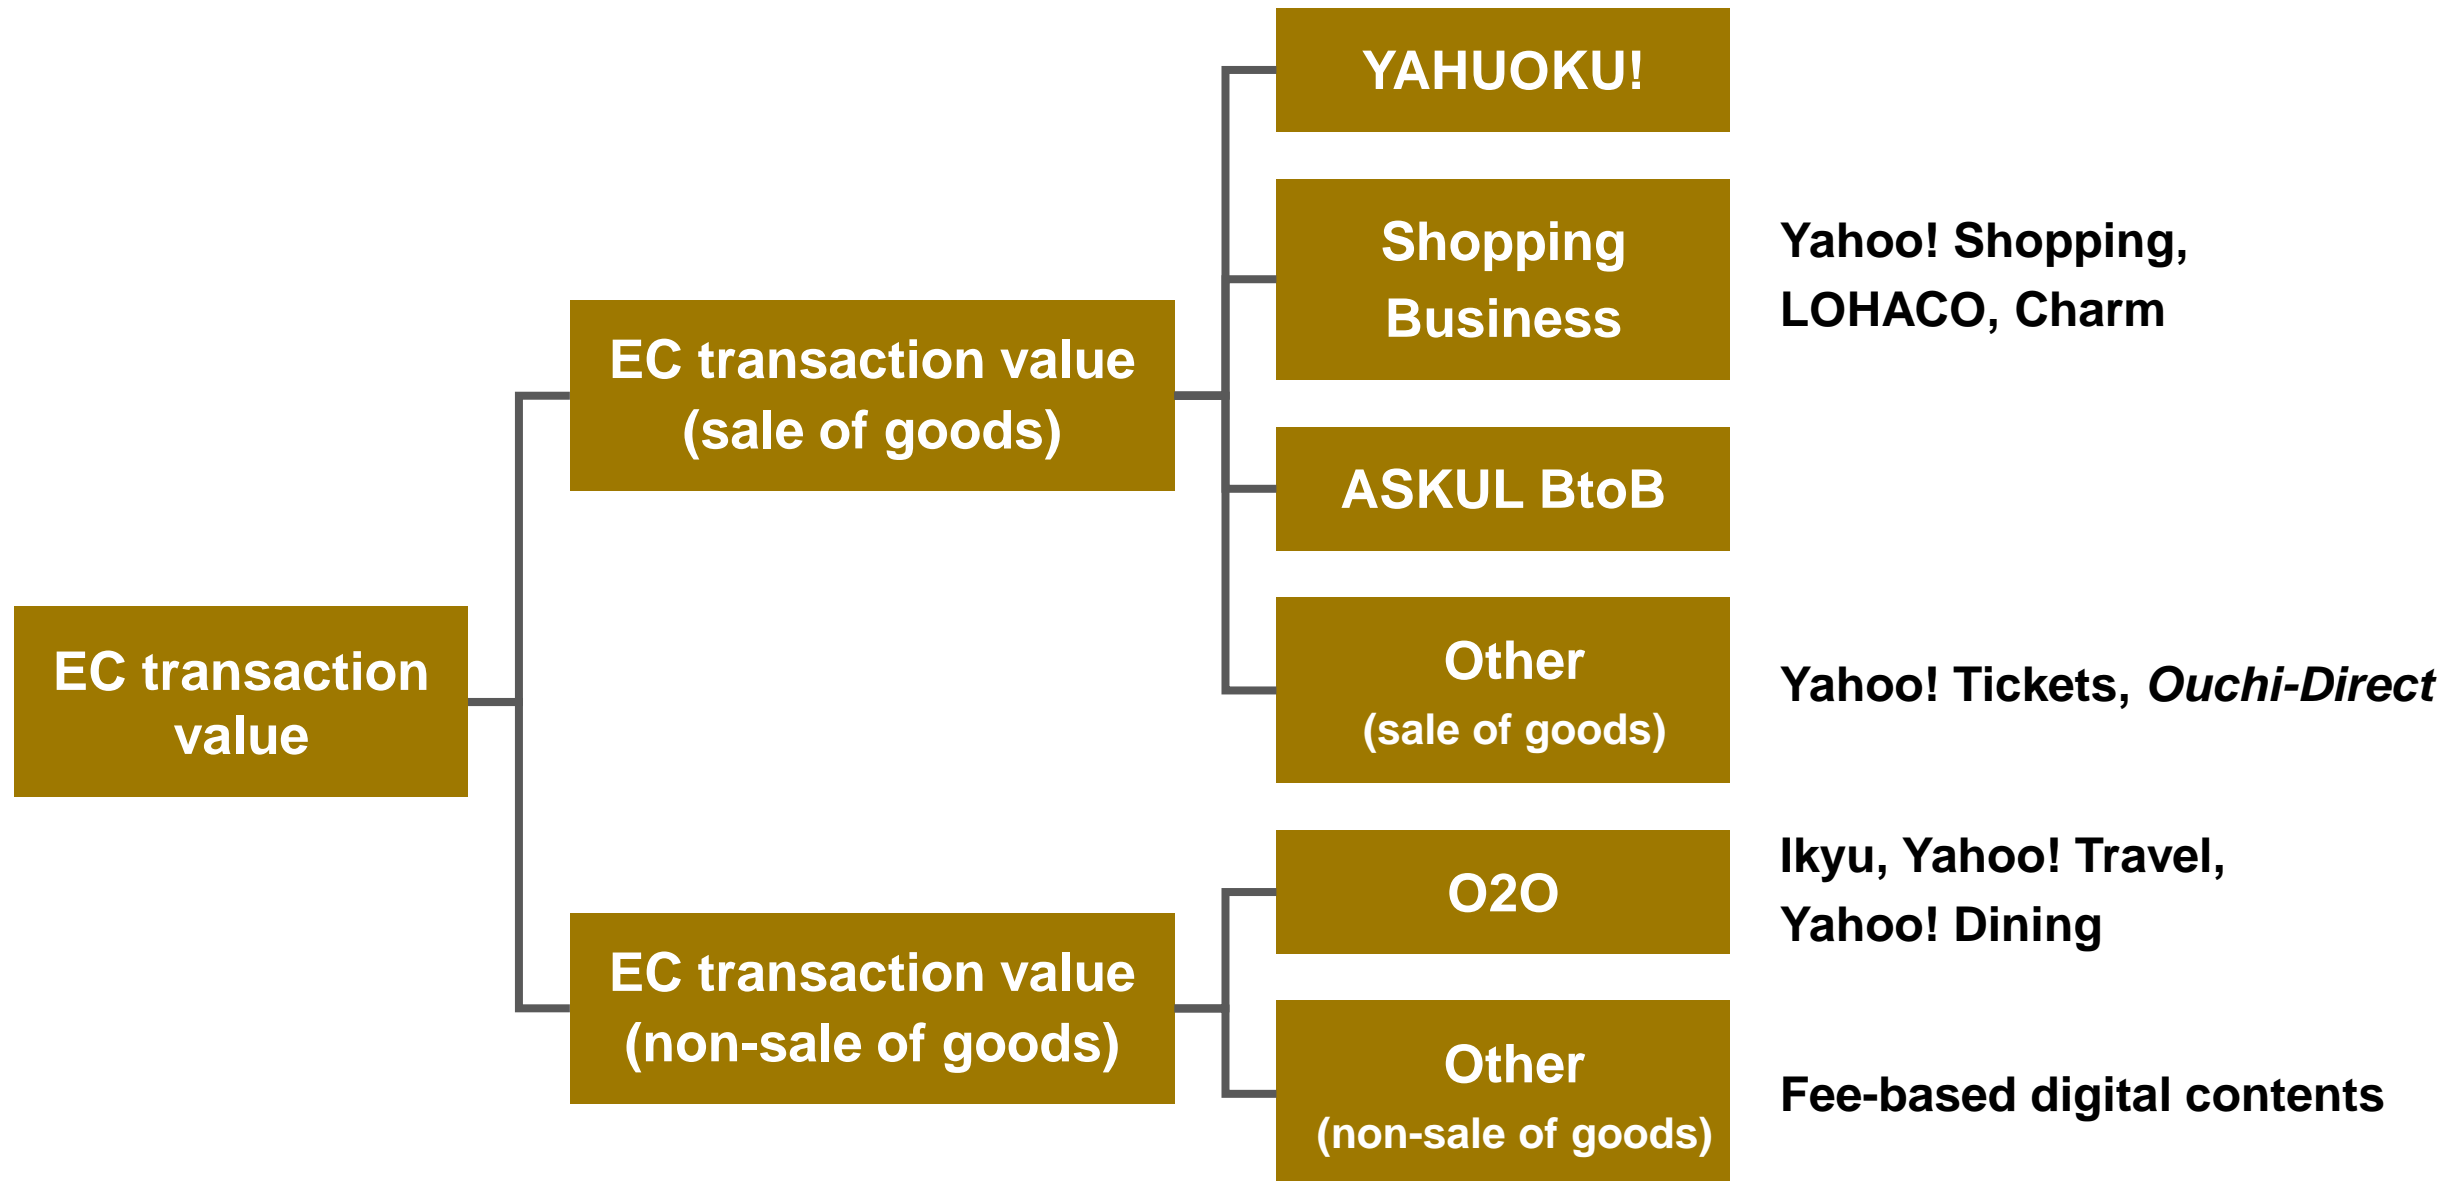 EC transaction
value
EC transaction value
(sale of goods)
YAHUOKU!
Shopping
Business
Yahoo! Shopping,
LOHACO, Charm
ASKUL BtoB
Other
(sale of goods)
Yahoo! Tickets, Ouchi-Direct
EC transaction value
(non-sale of goods)
O2O
Ikyu, Yahoo! Travel,
Yahoo! Dining
Other
(non-sale of goods)
Fee-based digital contents